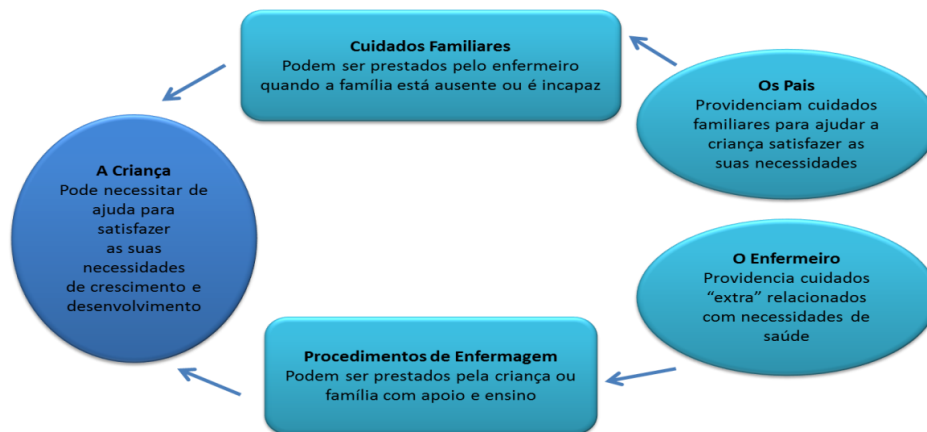 Cuidados Familiares
Podem ser prestados pelo enfermeiro
quando a família está ausente ou é incapaz
Os Pais
Providenciam cuidados
familiares para ajudar a
criança satisfazer as
suas necessidades
A Criança
Pode necessitar de
ajuda para
satisfazer
as suas
necessidades
de crescimento e
desenvolvimento
O Enfermeiro
Providencia cuidados
“extra” relacionados
com necessidades de
saúde
Procedimentos de Enfermagem
Podem ser prestados pela criança ou
família com apoio e ensino